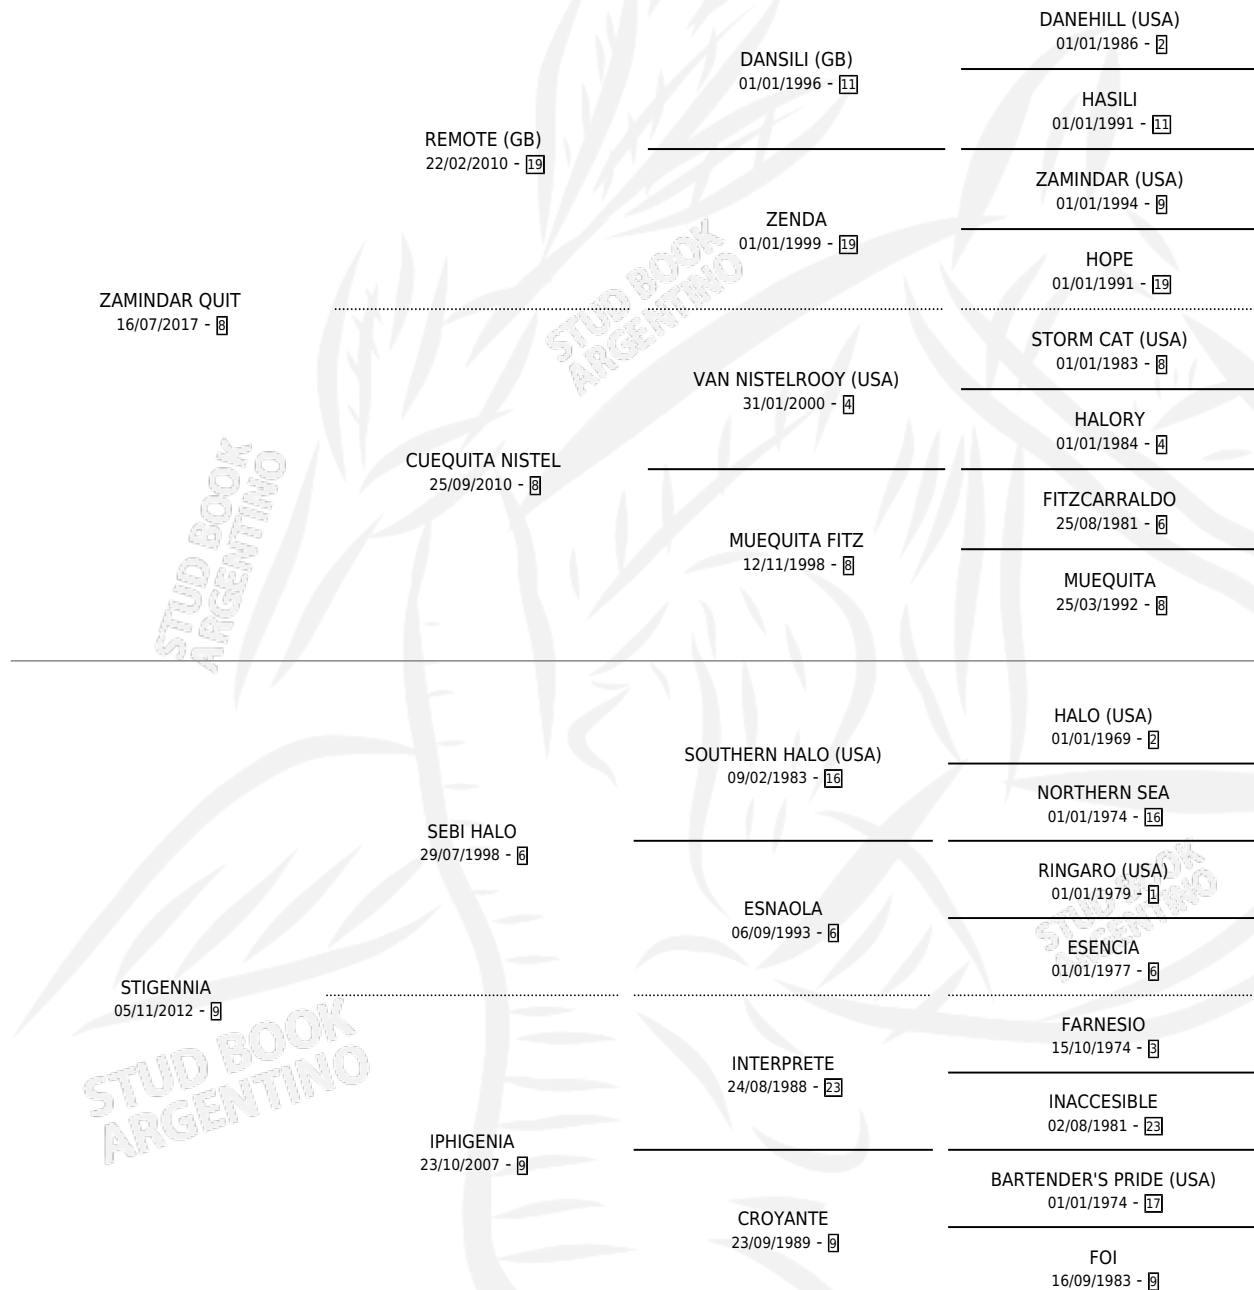 DANEHILL (USA)
01/01/1986 - 2
DANSILI (GB)
01/01/1996 - 11
HASILI
01/01/1991 - 11
REMOTE (GB)
22/02/2010 - 19
ZAMINDAR (USA)
01/01/1994 - 9
ZENDA
01/01/1999 - 19
HOPE
01/01/1991 - 19
ZAMINDAR QUIT
16/07/2017 - 8
STORM CAT (USA)
01/01/1983 - 8
VAN NISTELROOY (USA)
31/01/2000 - 4
HALORY
01/01/1984 - 4
CUEQUITA NISTEL
25/09/2010 - 8
FITZCARRALDO
25/08/1981 - 6
MUEQUITA FITZ
12/11/1998 - 8
MUEQUITA
25/03/1992 - 8
HALO (USA)
01/01/1969 - 2
SOUTHERN HALO (USA)
09/02/1983 - 16
NORTHERN SEA
01/01/1974 - 16
SEBI HALO
29/07/1998 - 6
RINGARO (USA)
01/01/1979 - 1
ESNAOLA
06/09/1993 - 6
ESENCIA
01/01/1977 - 6
STIGENNIA
05/11/2012 - 9
FARNESIO
15/10/1974 - 3
INTERPRETE
24/08/1988 - 23
INACCESIBLE
02/08/1981 - 23
IPHIGENIA
23/10/2007 - 9
BARTENDER'S PRIDE (USA)
01/01/1974 - 17
CROYANTE
23/09/1989 - 9
FOI
16/09/1983 - 9
STUD BOOK
ARGENTINO
STUD BOOK
ARGENTINO
STUD BOOK
ARGENTINO
STUD BOOK
ARGENTINO